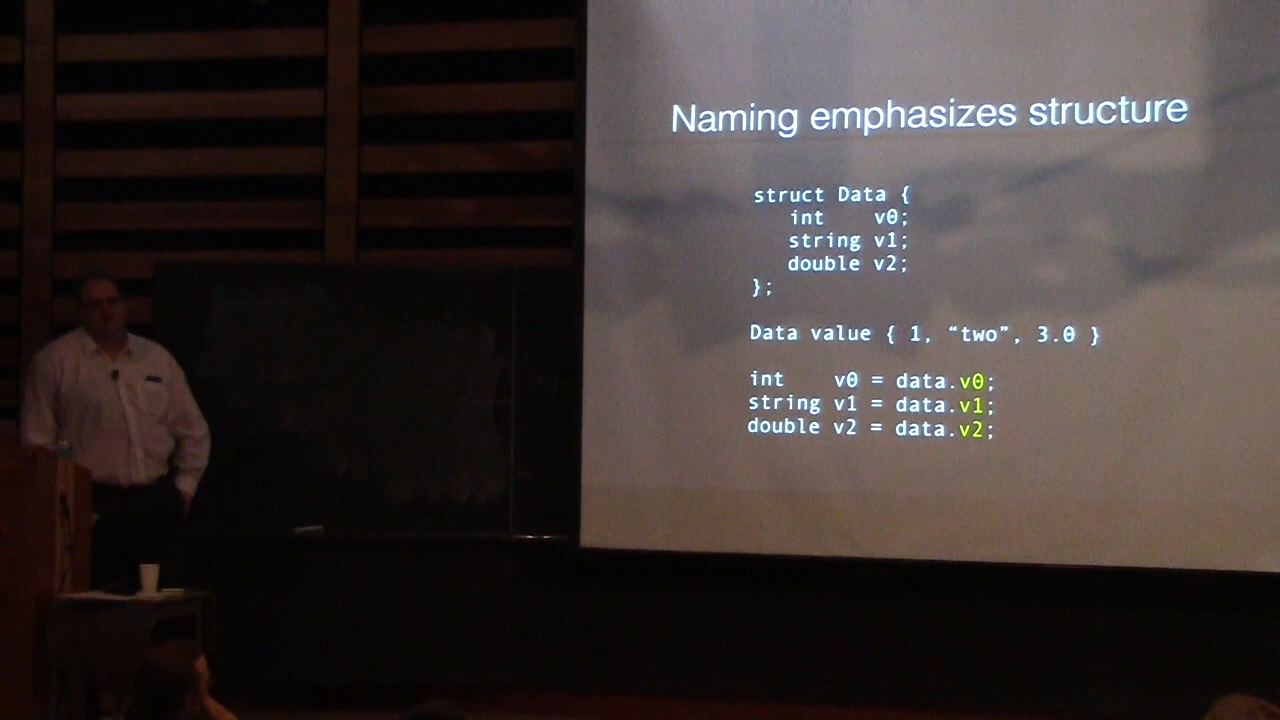 Naming emphasizes structure
struct Data {
int v0;
string v1;
double v2;
};
Data value { 1, “two”, 3.0 }
int v0 = data.v0;
string v1 = data.v1;
double v2 = data.v2;